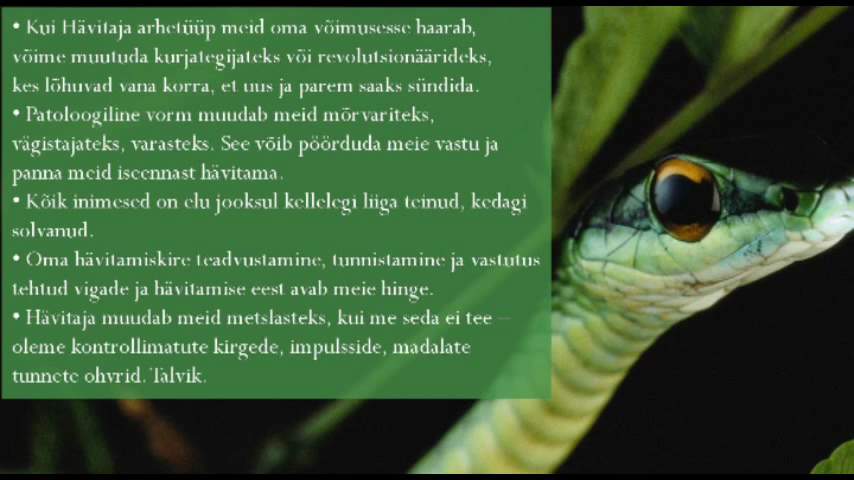 • Kui Hävitaja arhetüüp meid oma võimusesse haarab,
võime muutuda kurjategijateks või revolutsionäärideks,
kes lõhuvad vana korra, et uus ja parem saaks sündida.
• Patoloogiline vorm muudab meid mõrvariteks,
vägistajateks, varasteks. See võib pöörduda meie vastu ja
panna meid iseennast hävitama.
• Kõik inimesed on elu jooksul kellelegi liiga teinud, kedagi
solvanud.
• Oma hävitamiskire teadvustamine, tunnistamine ja vastutus
tehtud vigade ja hävitamise eest avab meie hinge.
• Hävitaja muudab meid metslasteks, kui me seda ei tee –
oleme kontrollimatute kirgede, impulsside, madalate
tunnete ohvrid. Talvik.